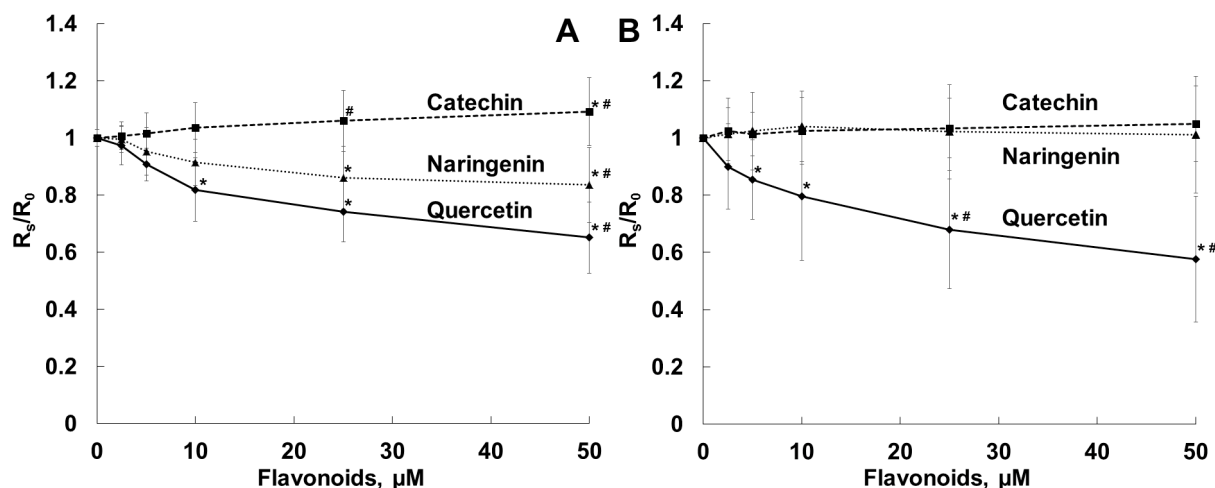 A
1.4
1.2
1
0.8
0.6
0.4
0.2
0
Rₛ/R₀
Catechin
Naringenin
Quercetin
#
* #
*
* #
*
*
* #
0 10 20 30 40 50
Flavonoids, µM
B
1.4
1.2
1
0.8
0.6
0.4
0.2
0
Rₛ/R₀
Catechin
Naringenin
Quercetin
*
*
* #
* #
0 10 20 30 40 50
Flavonoids, µM